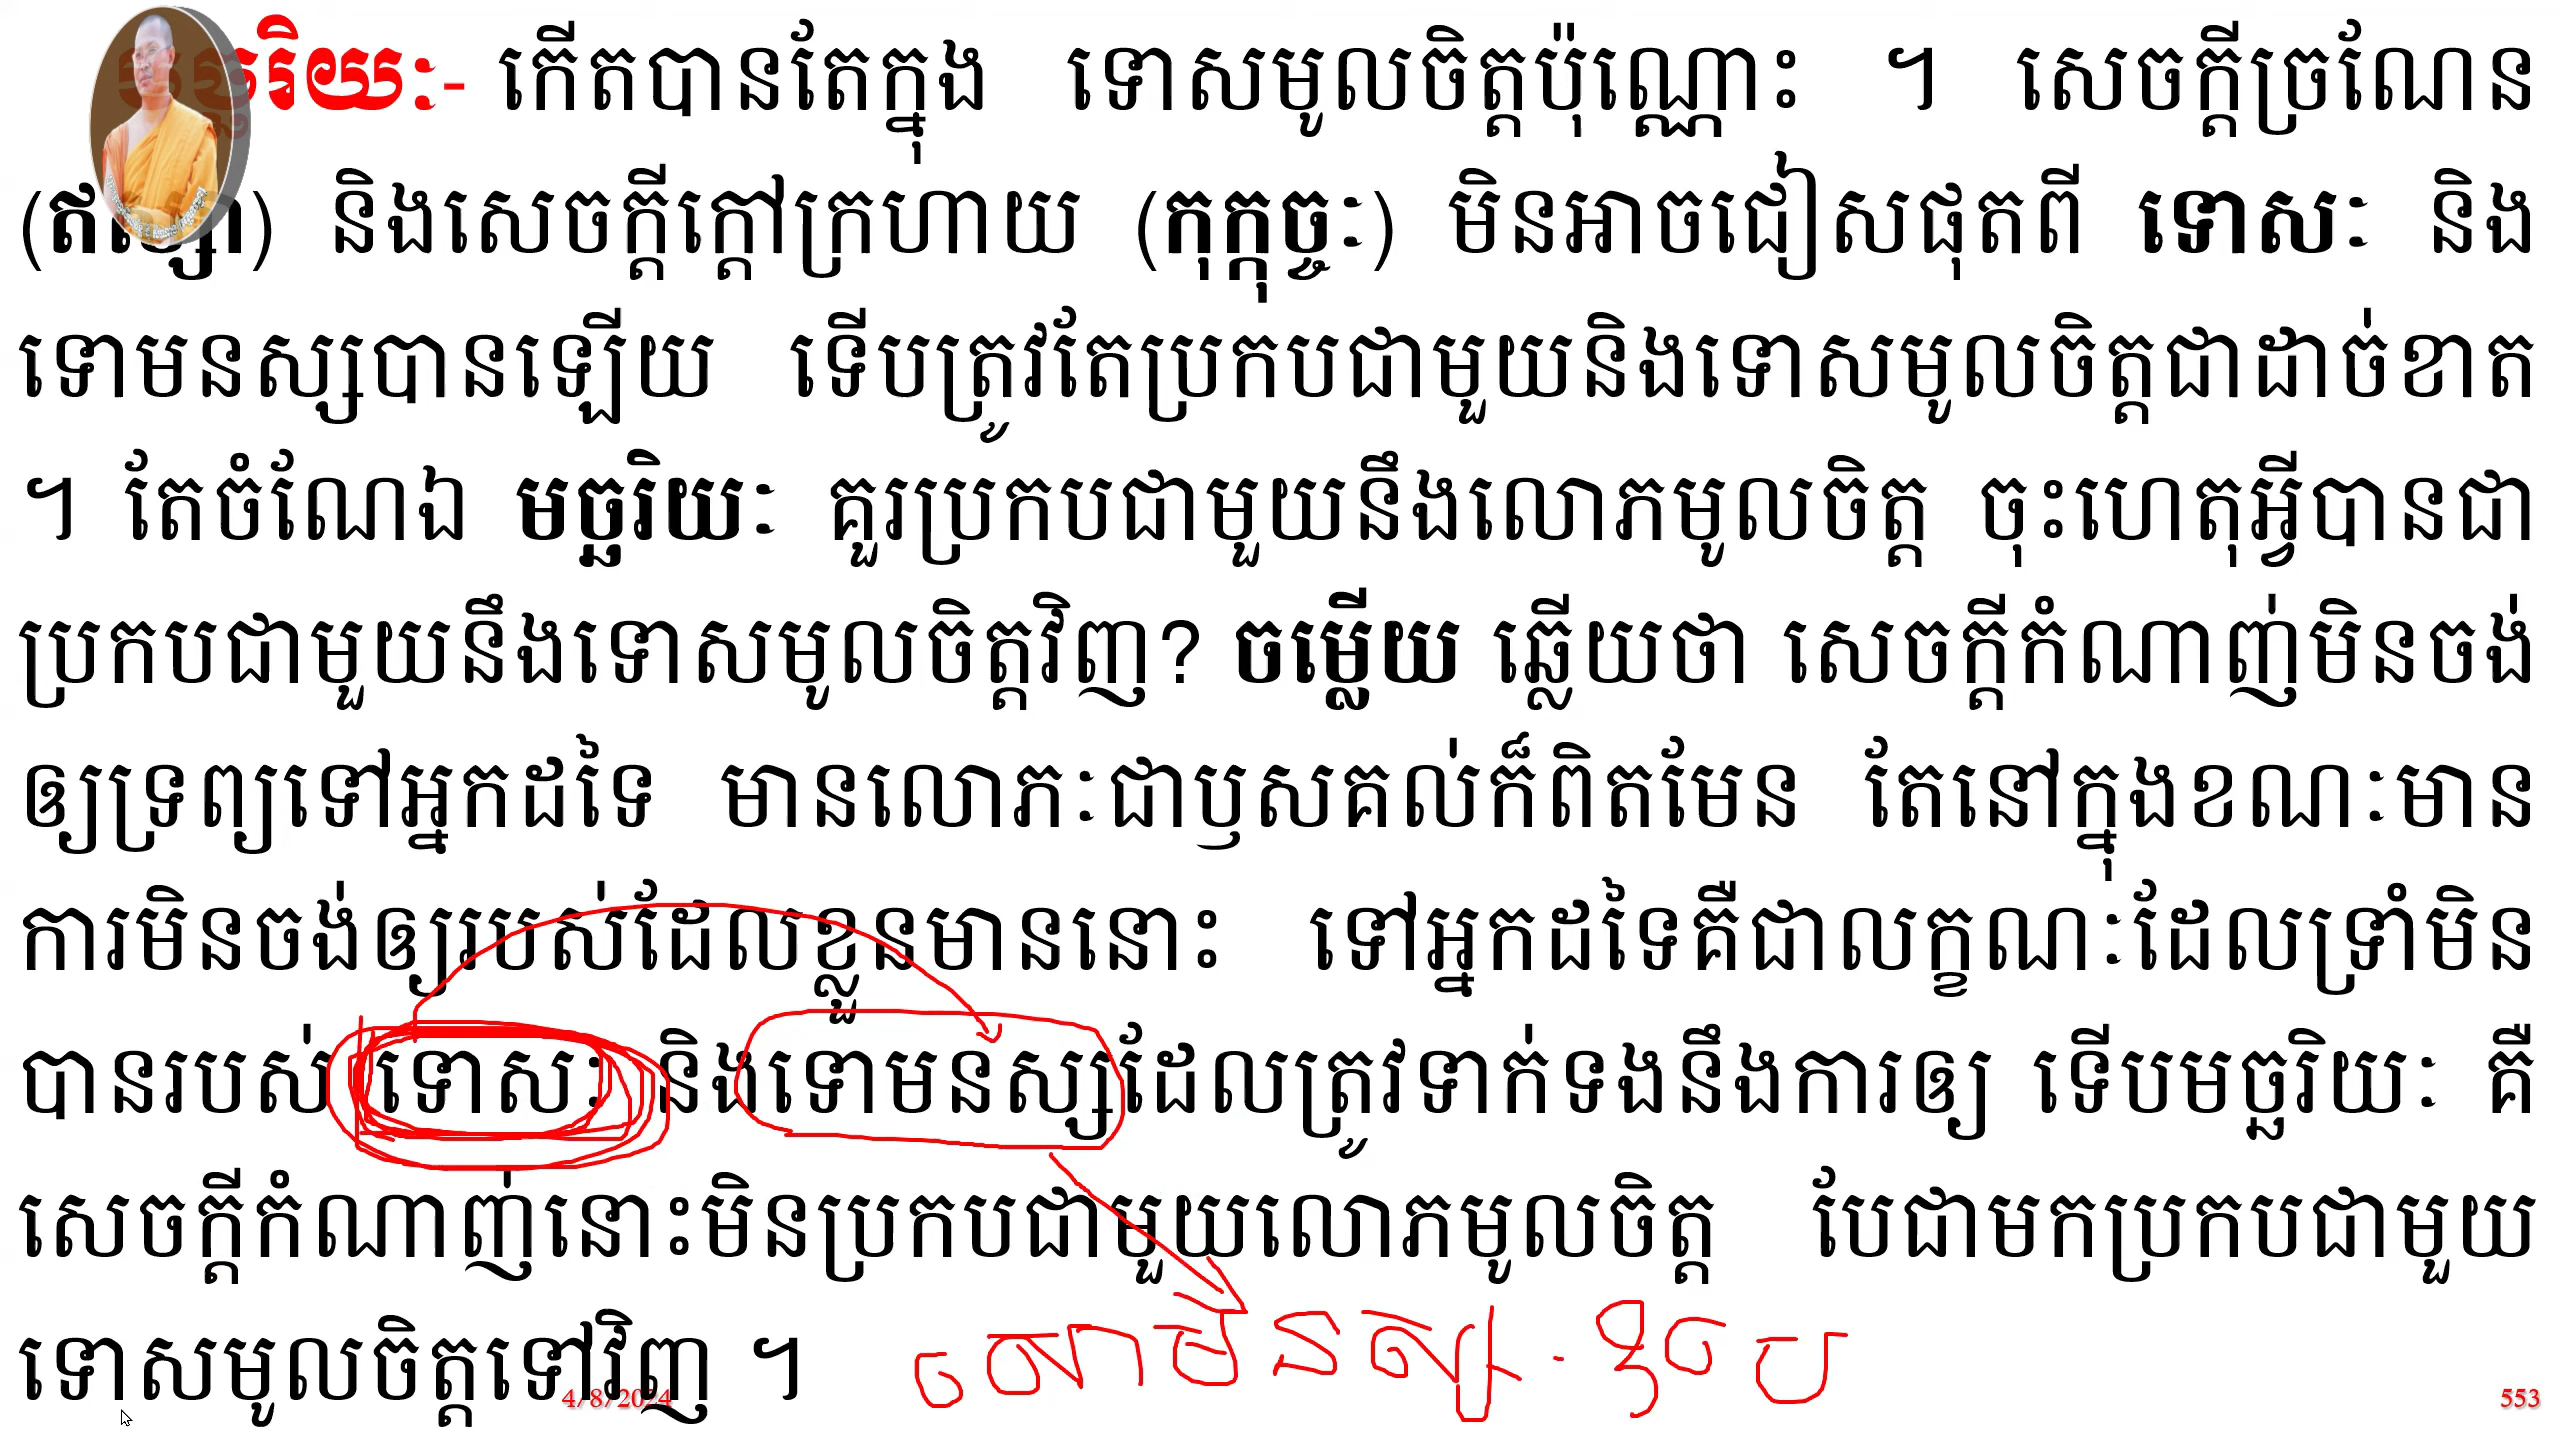 មច្ឆរិយៈ- កើតបានតែក្នុង ទោសមូលចិត្តប៉ុណ្ណោះ ។ សេចក្តីច្រណែន
(ឥស្សា) និងសេចក្តីក្តៅក្រហាយ (កុក្កុច្ចៈ) មិនអាចជៀសផុតពី ទោសៈ និង
ទោមនស្សបានឡើយ ទើបត្រូវតែប្រកបជាមួយនិងទោសមូលចិត្តជាដាច់ខាត
។ តែចំណែឯ មច្ឆរិយៈ គួរប្រកបជាមួយនឹងលោភមូលចិត្ត ចុះហេតុអ្វីបានជា
ប្រកបជាមួយនឹងទោសមូលចិត្តវិញ? ចម្លើយ ឆ្លើយថា សេចក្តីកំណាញ់មិនចង់
ឲ្យទ្រព្យទៅអ្នកដទៃ មានលោភៈជាឫសគល់ក៏ពិតមែន តែនៅក្នុងខណៈមាន
ការមិនចង់ឲ្យរបស់ដែលខ្លួនមាននោះ ទៅអ្នកដទៃគឺជាលក្ខណៈដែលទ្រាំមិន
បានរបស់ ទោសៈ និងទោមនស្សដែលត្រូវទាក់ទងនឹងការឲ្យ ទើបមច្ឆរិយៈ គឺ
សេចក្តីកំណាញ់នោះមិនប្រកបជាមួយលោភមូលចិត្ត បែជាមកប្រកបជាមួយ
ទោសមូលចិត្តទៅវិញ ។
4/8/2024
553